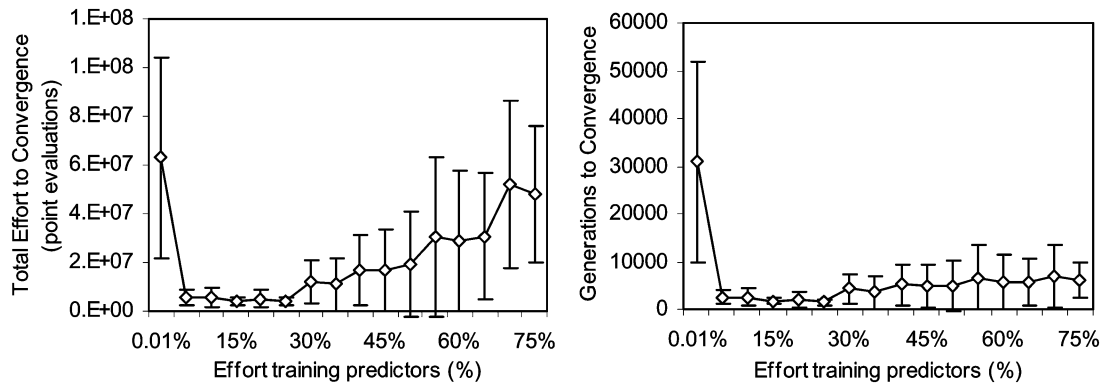 Total Effort to Convergence
(point evaluations)
1.E+08
1.E+08
8.E+07
6.E+07
4.E+07
2.E+07
0.E+00
0.01% 15% 30% 45% 60% 75%
Effort training predictors (%)
Generations to Convergence
60000
50000
40000
30000
20000
10000
0
0.01% 15% 30% 45% 60% 75%
Effort training predictors (%)